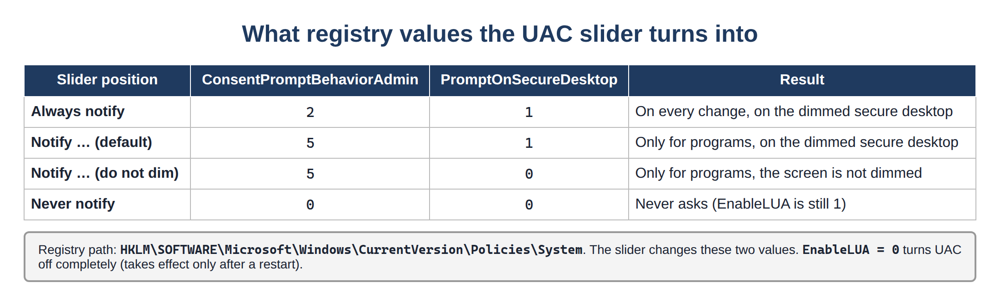 What registry values the UAC slider turns into
Slider position ConsentPromptBehaviorAdmin PromptOnSecureDesktop Result
Always notify 2 1 On every change, on the dimmed secure desktop
Notify … (default) 5 1 Only for programs, on the dimmed secure desktop
Notify … (do not dim) 5 0 Only for programs, the screen is not dimmed
Never notify 0 0 Never asks (EnableLUA is still 1)
Registry path: HKLM\SOFTWARE\Microsoft\Windows\CurrentVersion\Policies\System. The slider changes these two values. EnableLUA = 0 turns UAC
off completely (takes effect only after a restart).